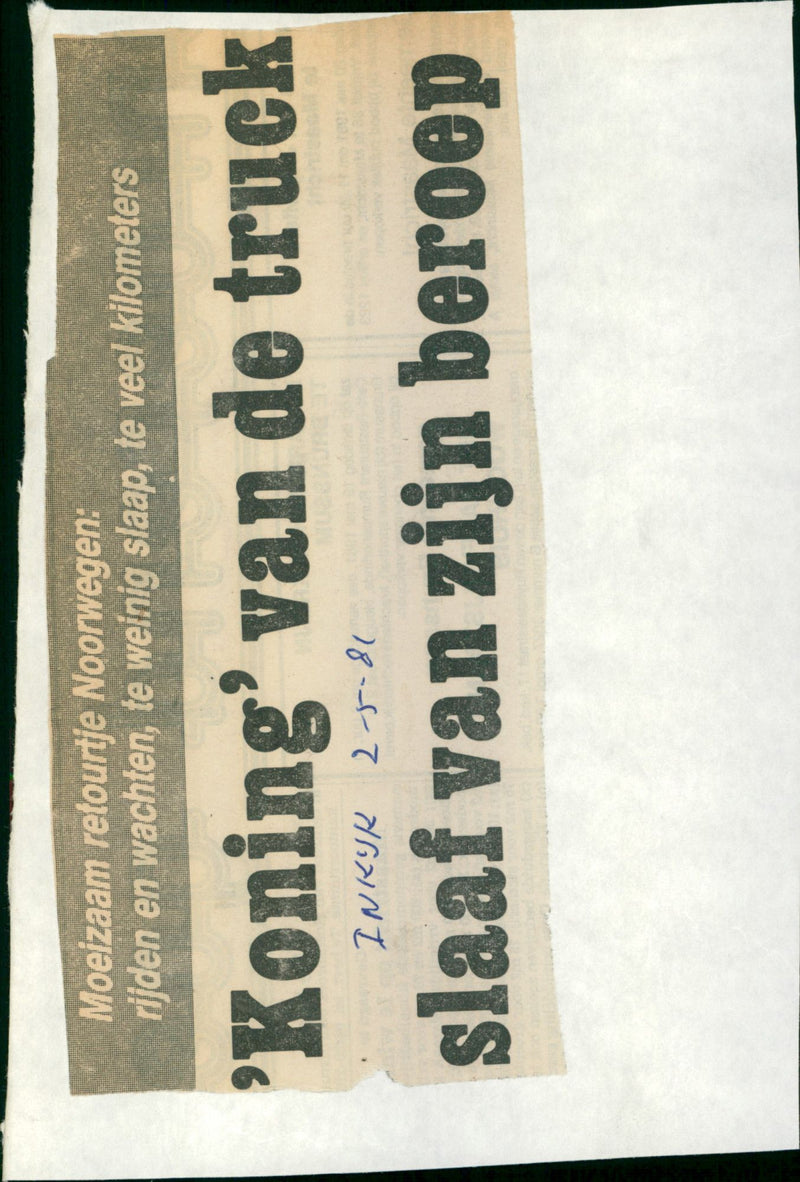 Moeizaam retourtje Noorwegen:
rijden en wachten, te weinig slaap, te veel kilometers
'Koning' van de truck
INKIJK 2-5-81
slaaf van zijn beroep